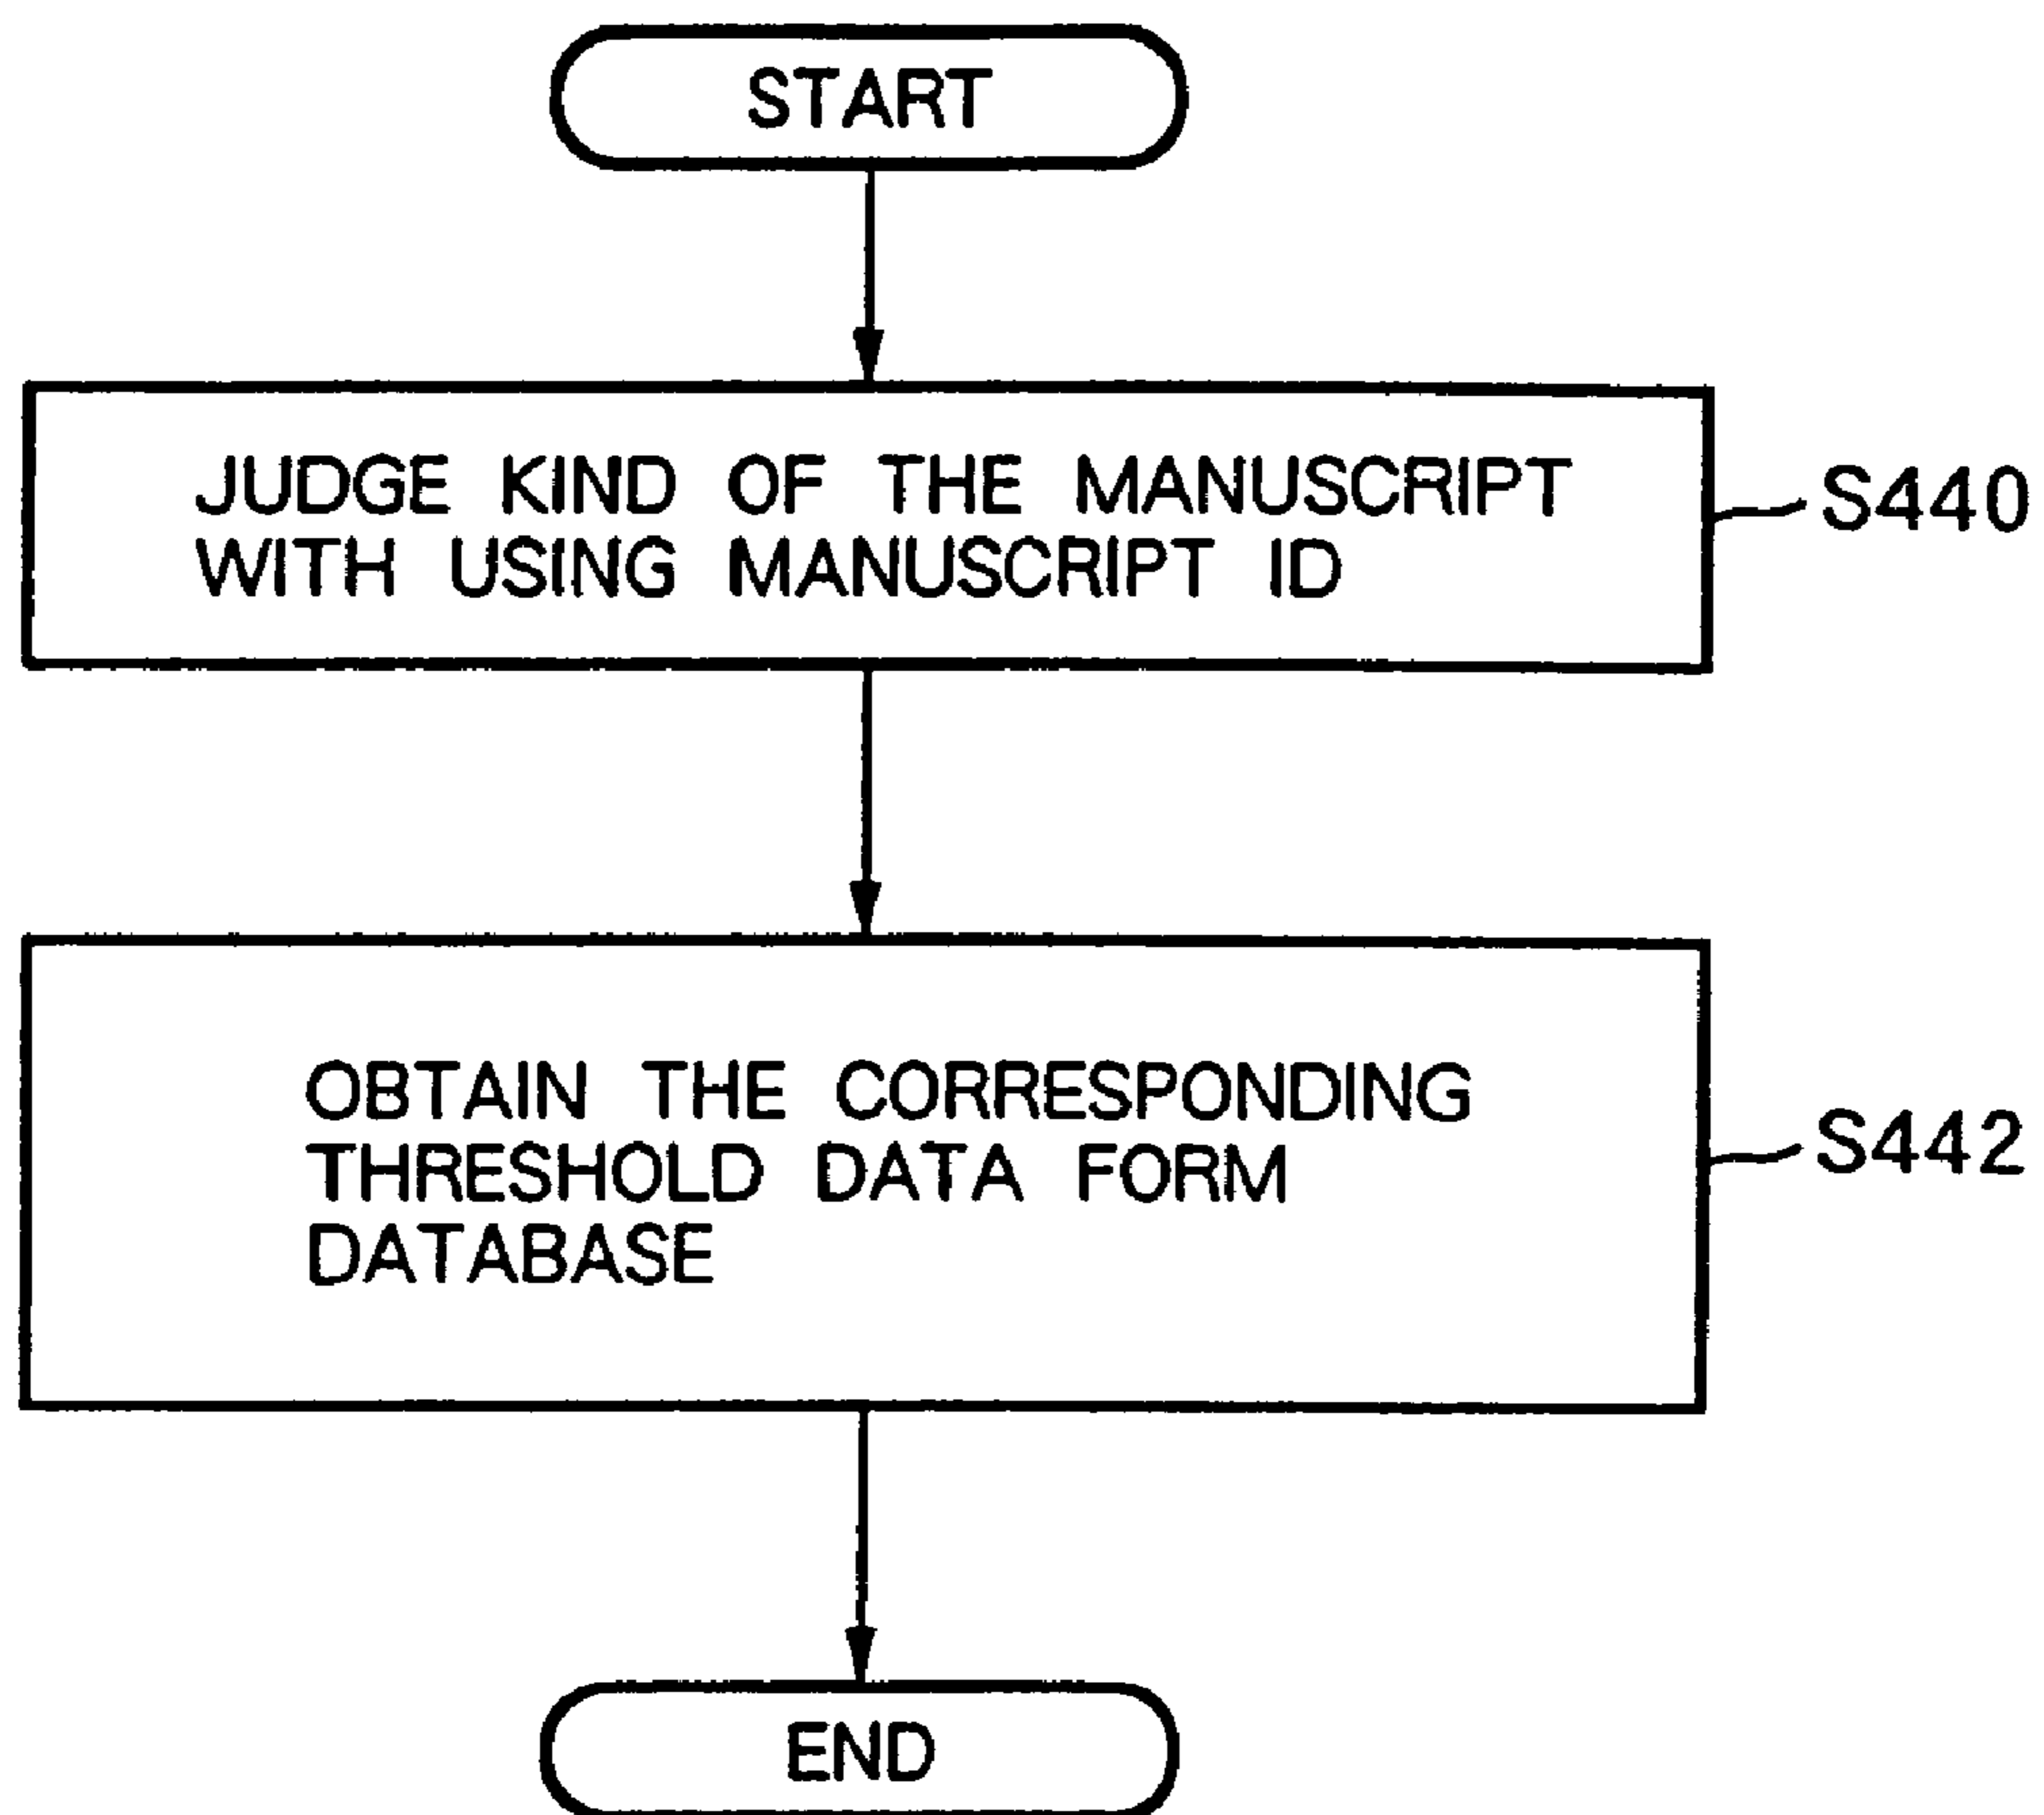 START
JUDGE KIND OF THE MANUSCRIPT
WITH USING MANUSCRIPT ID
S440
OBTAIN THE CORRESPONDING
THRESHOLD DATA FORM
DATABASE
S442
END